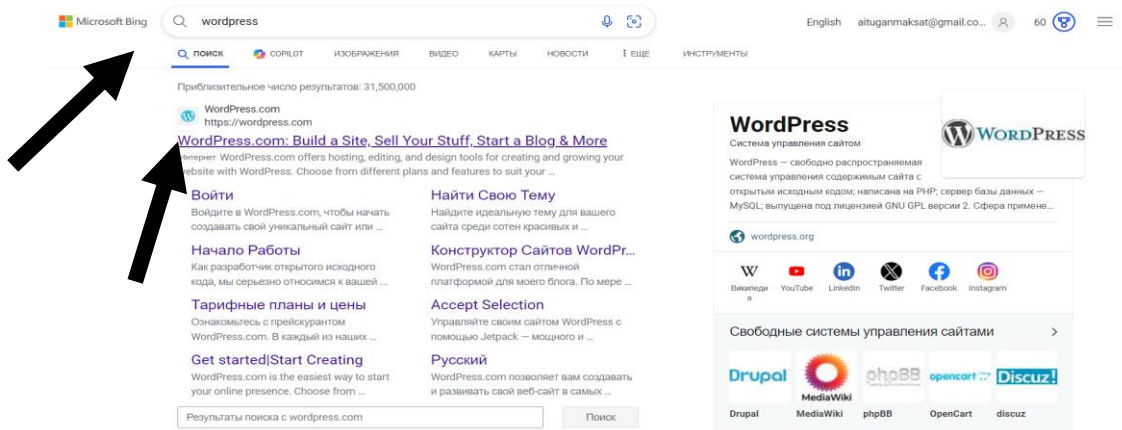 Microsoft Bing
wordpress
English aituganmaksat@gmail.co... 60
ПОИСК COPILOT ИЗОБРАЖЕНИЯ ВИДЕО КАРТЫ НОВОСТИ ЕЩЕ ИНСТРУМЕНТЫ
Приблизительное число результатов: 31,500,000
WordPress.com
https://wordpress.com
WordPress.com: Build a Site, Sell Your Stuff, Start a Blog & More
WordPress.com offers hosting, editing, and design tools for creating and growing your
website with WordPress. Choose from different plans and features to suit your ...
Войти
Войдите в WordPress.com, чтобы начать
создавать свой уникальный сайт или ...
Найти Свою Тему
Найдите идеальную тему для вашего
сайта среди сотен красивых и ...
Начало Работы
Как разработчик открытого исходного
кода, мы серьезно относимся к вашей ...
Конструктор Сайтов WordPr...
WordPress.com стал отличной
платформой для моего блога. По мере ...
Тарифные планы и цены
Ознакомьтесь с прейскурантом
WordPress.com. В каждый из наших ...
Accept Selection
Управляйте своим сайтом WordPress с
помощью Jetpack — мощного и ...
Get started|Start Creating
WordPress.com is the easiest way to start
your online presence. Choose from ...
Русский
WordPress.com позволяет вам создавать
и развивать свой веб-сайт в самых ...
Результаты поиска с wordpress.com
Поиск
WordPress
Система управления сайтом
WORDPRESS
WordPress — свободно распространяемая
система управления содержимым сайта с
открытым исходным кодом; написана на PHP; сервер базы данных —
MySQL; выпущена под лицензией GNU GPL версии 2. Сфера примене...
wordpress.org
Википеди
я
YouTube LinkedIn Twitter Facebook Instagram
Свободные системы управления сайтами
Drupal MediaWiki phpBB opencart Discuz!
Drupal MediaWiki phpBB OpenCart discuz